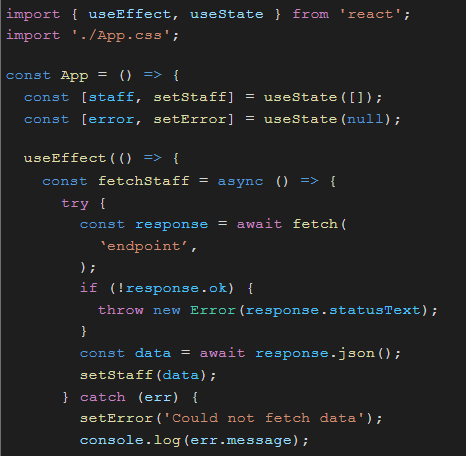 import { useEffect, useState } from 'react';
import './App.css';
const App = () => {
const [staff, setStaff] = useState([]);
const [error, setError] = useState(null);
useEffect(() => {
const fetchStaff = async () => {
try {
const response = await fetch(
‘endpoint’,
);
if (!response.ok) {
throw new Error(response.statusText);
}
const data = await response.json();
setStaff(data);
} catch (err) {
setError('Could not fetch data');
console.log(err.message);